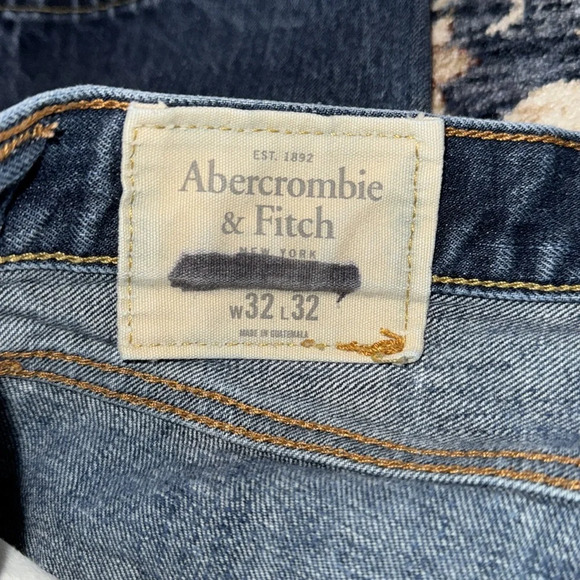 EST. 1892
Abercrombie
& Fitch
NEW YORK
W32 L32
MADE IN GUATEMALA